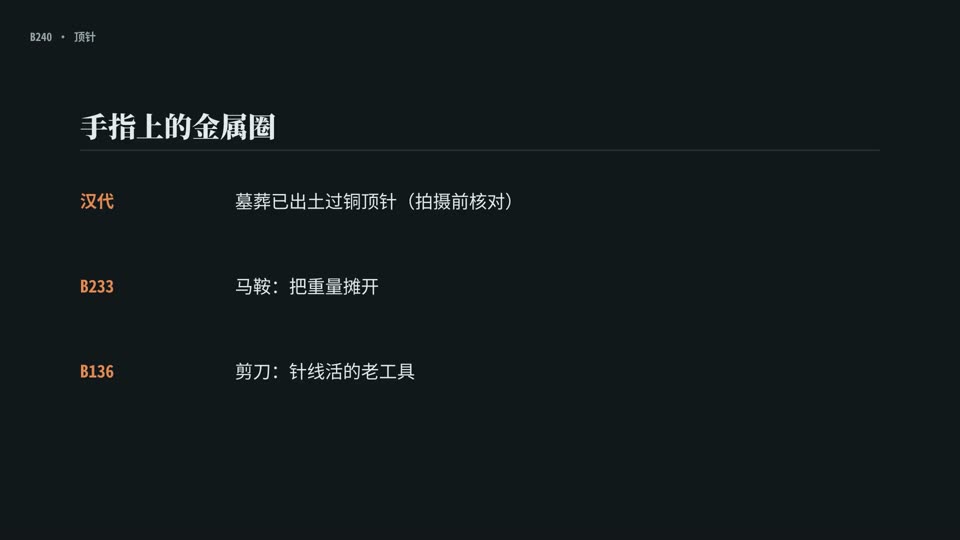 B240 • 顶针
手指上的金属圈
汉代 墓葬已出土过铜顶针（拍摄前核对）
B233 马鞍：把重量摊开
B136 剪刀：针线活的老工具